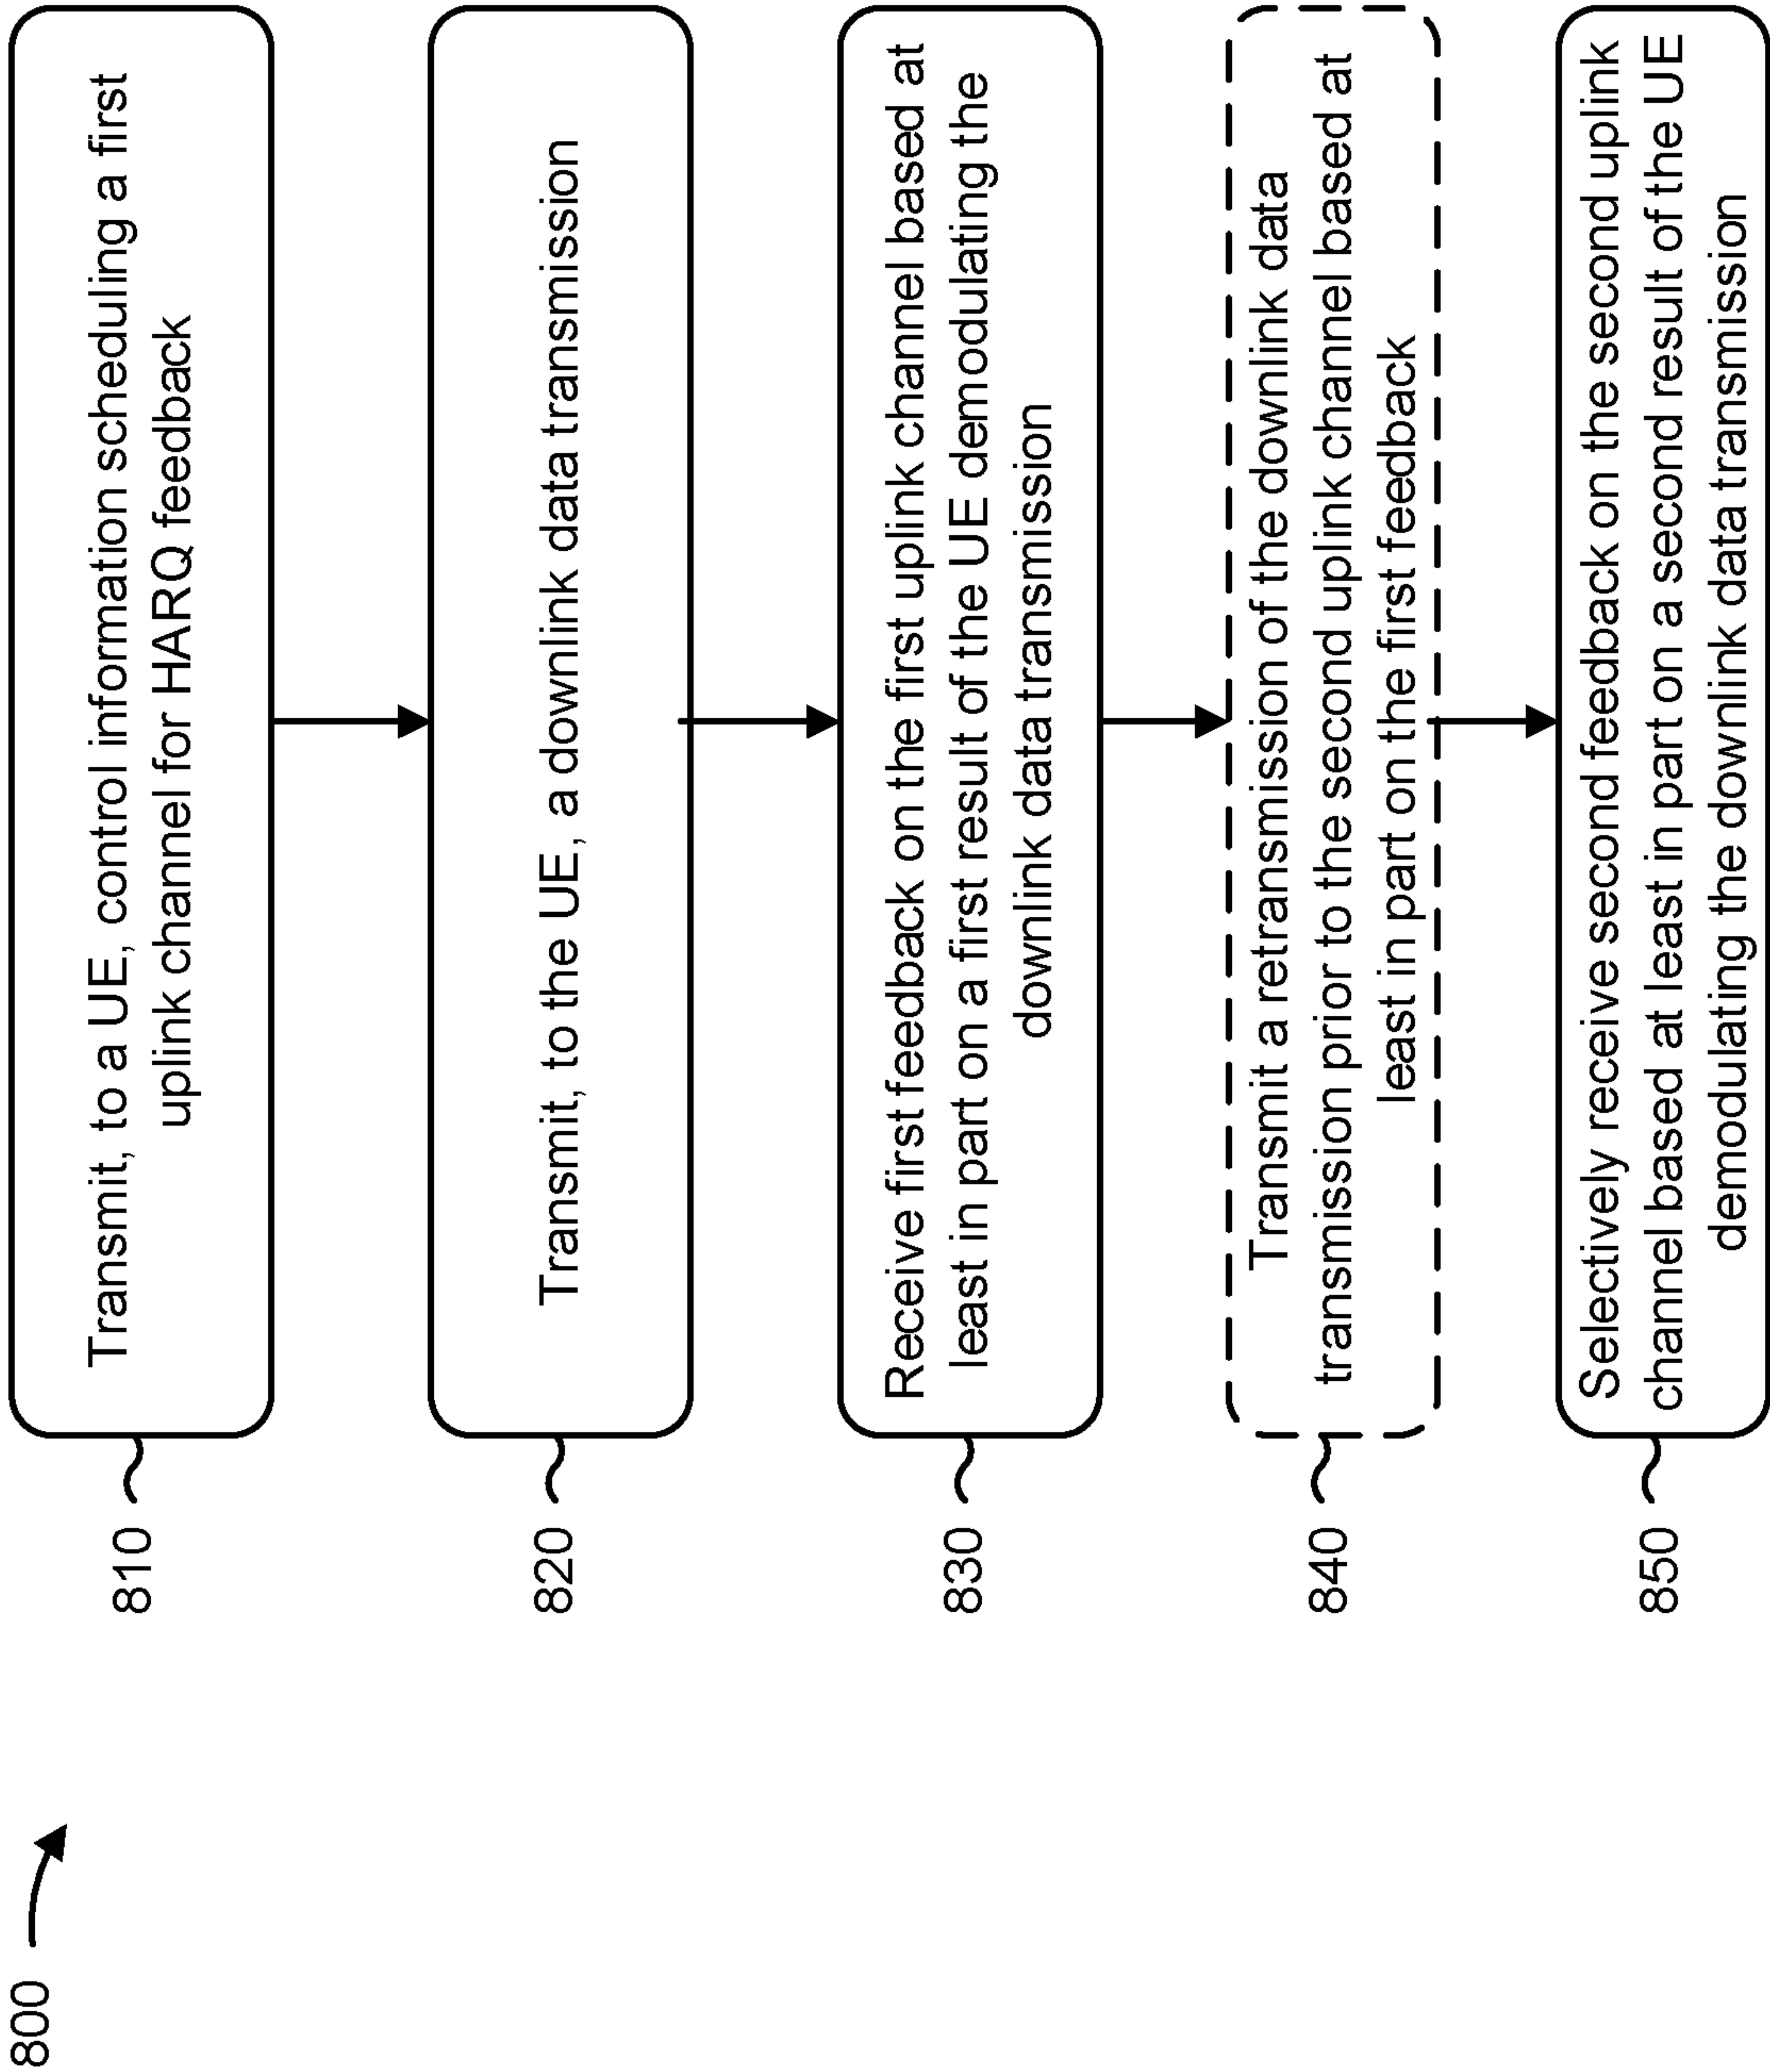 800
810
Transmit, to a UE, control information scheduling a first
uplink channel for HARQ feedback
820
Transmit, to the UE, a downlink data transmission
830
Receive first feedback on the first uplink channel based at
least in part on a first result of the UE demodulating the
downlink data transmission
840
Transmit a retransmission of the downlink data
transmission prior to the second uplink channel based at
least in part on the first feedback
850
Selectively receive second feedback on the second uplink
channel based at least in part on a second result of the UE
demodulating the downlink data transmission